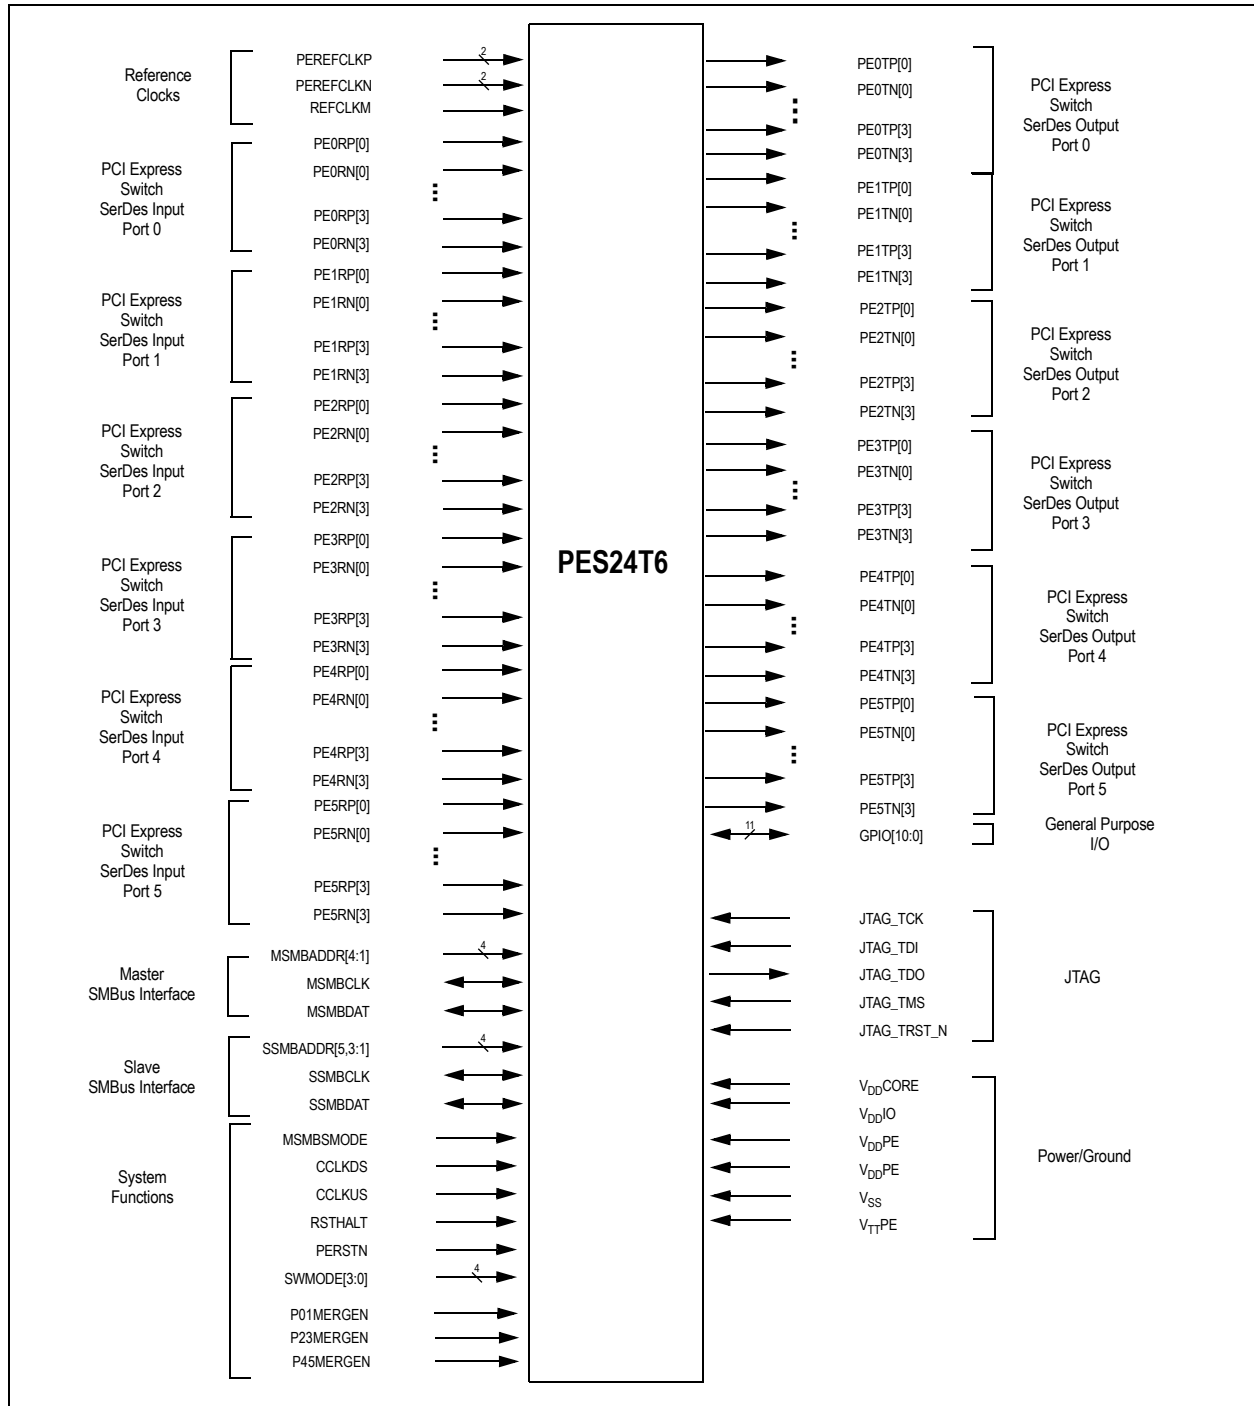 Reference
Clocks
PEREFCLKP
2
PEREFCLKN
2
REFCLKM
PCI Express
Switch
SerDes Input
Port 0
PE0RP[0]
PE0RN[0]
PE0RP[3]
PE0RN[3]
PCI Express
Switch
SerDes Input
Port 1
PE1RP[0]
PE1RN[0]
PE1RP[3]
PE1RN[3]
PCI Express
Switch
SerDes Input
Port 2
PE2RP[0]
PE2RN[0]
PE2RP[3]
PE2RN[3]
PCI Express
Switch
SerDes Input
Port 3
PE3RP[0]
PE3RN[0]
PE3RP[3]
PE3RN[3]
PCI Express
Switch
SerDes Input
Port 4
PE4RP[0]
PE4RN[0]
PE4RP[3]
PE4RN[3]
PCI Express
Switch
SerDes Input
Port 5
PE5RP[0]
PE5RN[0]
PE5RP[3]
PE5RN[3]
Master
SMBus Interface
MSMBADDR[4:1]
4
MSMBCLK
MSMBDAT
Slave
SMBus Interface
SSMBADDR[5,3:1]
4
SSMBCLK
SSMBDAT
System
Functions
MSMBSMODE
CCLKDS
CCLKUS
RSTHALT
PERSTN
SWMODE[3:0]
4
P01MERGEN
P23MERGEN
P45MERGEN
PES24T6
PE0TP[0]
PE0TN[0]
PE0TP[3]
PE0TN[3]
PCI Express
Switch
SerDes Output
Port 0
PE1TP[0]
PE1TN[0]
PE1TP[3]
PE1TN[3]
PCI Express
Switch
SerDes Output
Port 1
PE2TP[0]
PE2TN[0]
PE2TP[3]
PE2TN[3]
PCI Express
Switch
SerDes Output
Port 2
PE3TP[0]
PE3TN[0]
PE3TP[3]
PE3TN[3]
PCI Express
Switch
SerDes Output
Port 3
PE4TP[0]
PE4TN[0]
PE4TP[3]
PE4TN[3]
PCI Express
Switch
SerDes Output
Port 4
PE5TP[0]
PE5TN[0]
PE5TP[3]
PE5TN[3]
PCI Express
Switch
SerDes Output
Port 5
11
GPIO[10:0]
General Purpose
I/O
JTAG_TCK
JTAG_TDI
JTAG_TDO
JTAG_TMS
JTAG_TRST_N
JTAG
VDDCORE
VDDIO
VDDPE
VDDPE
VSS
VTTPE
Power/Ground